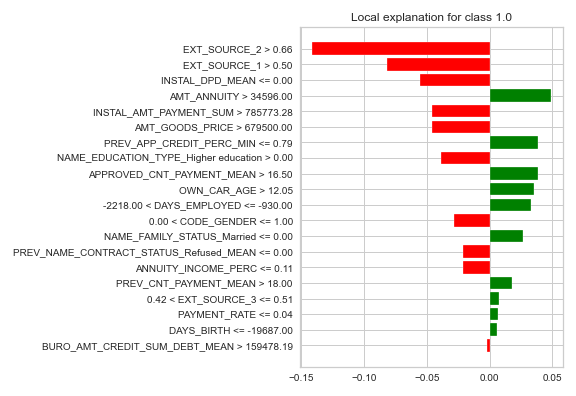 Local explanation for class 1.0
EXT_SOURCE_2 > 0.66
EXT_SOURCE_1 > 0.50
INSTAL_DPD_MEAN <= 0.00
AMT_ANNUITY > 34596.00
INSTAL_AMT_PAYMENT_SUM > 785773.28
AMT_GOODS_PRICE > 679500.00
PREV_APP_CREDIT_PERC_MIN <= 0.79
NAME_EDUCATION_TYPE_Higher education > 0.00
APPROVED_CNT_PAYMENT_MEAN > 16.50
OWN_CAR_AGE > 12.05
-2218.00 < DAYS_EMPLOYED <= -930.00
0.00 < CODE_GENDER <= 1.00
NAME_FAMILY_STATUS_Married <= 0.00
PREV_NAME_CONTRACT_STATUS_Refused_MEAN <= 0.00
ANNUITY_INCOME_PERC <= 0.11
PREV_CNT_PAYMENT_MEAN > 18.00
0.42 < EXT_SOURCE_3 <= 0.51
PAYMENT_RATE <= 0.04
DAYS_BIRTH <= -19687.00
BURO_AMT_CREDIT_SUM_DEBT_MEAN > 159478.19
−0.15 −0.10 −0.05 0.00 0.05